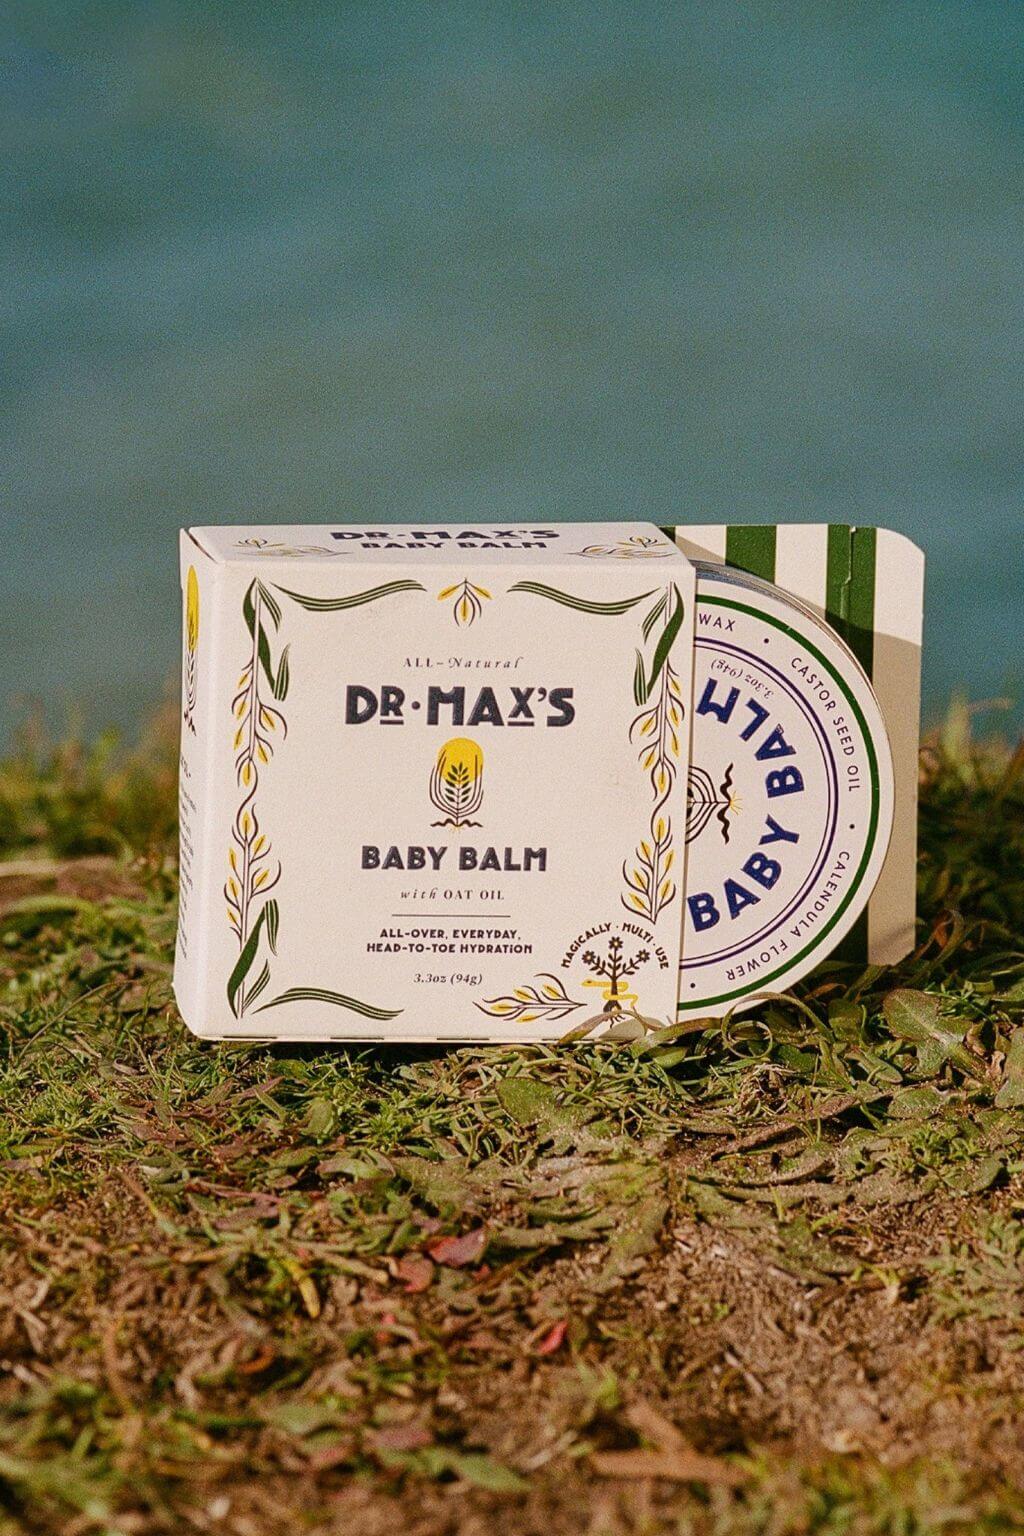 DR·MAX'S
BABY BALM
ALL-Natural
DR·MAX'S
BABY BALM
with OAT OIL
ALL-OVER, EVERYDAY,
HEAD-TO-TOE HYDRATION
3.3oz (94g)
MAGICALLY · MULTI · USE
WAX • CASTOR SEED OIL • CALENDULA FLOWER •
3.3oz (94g)
BABY BALM